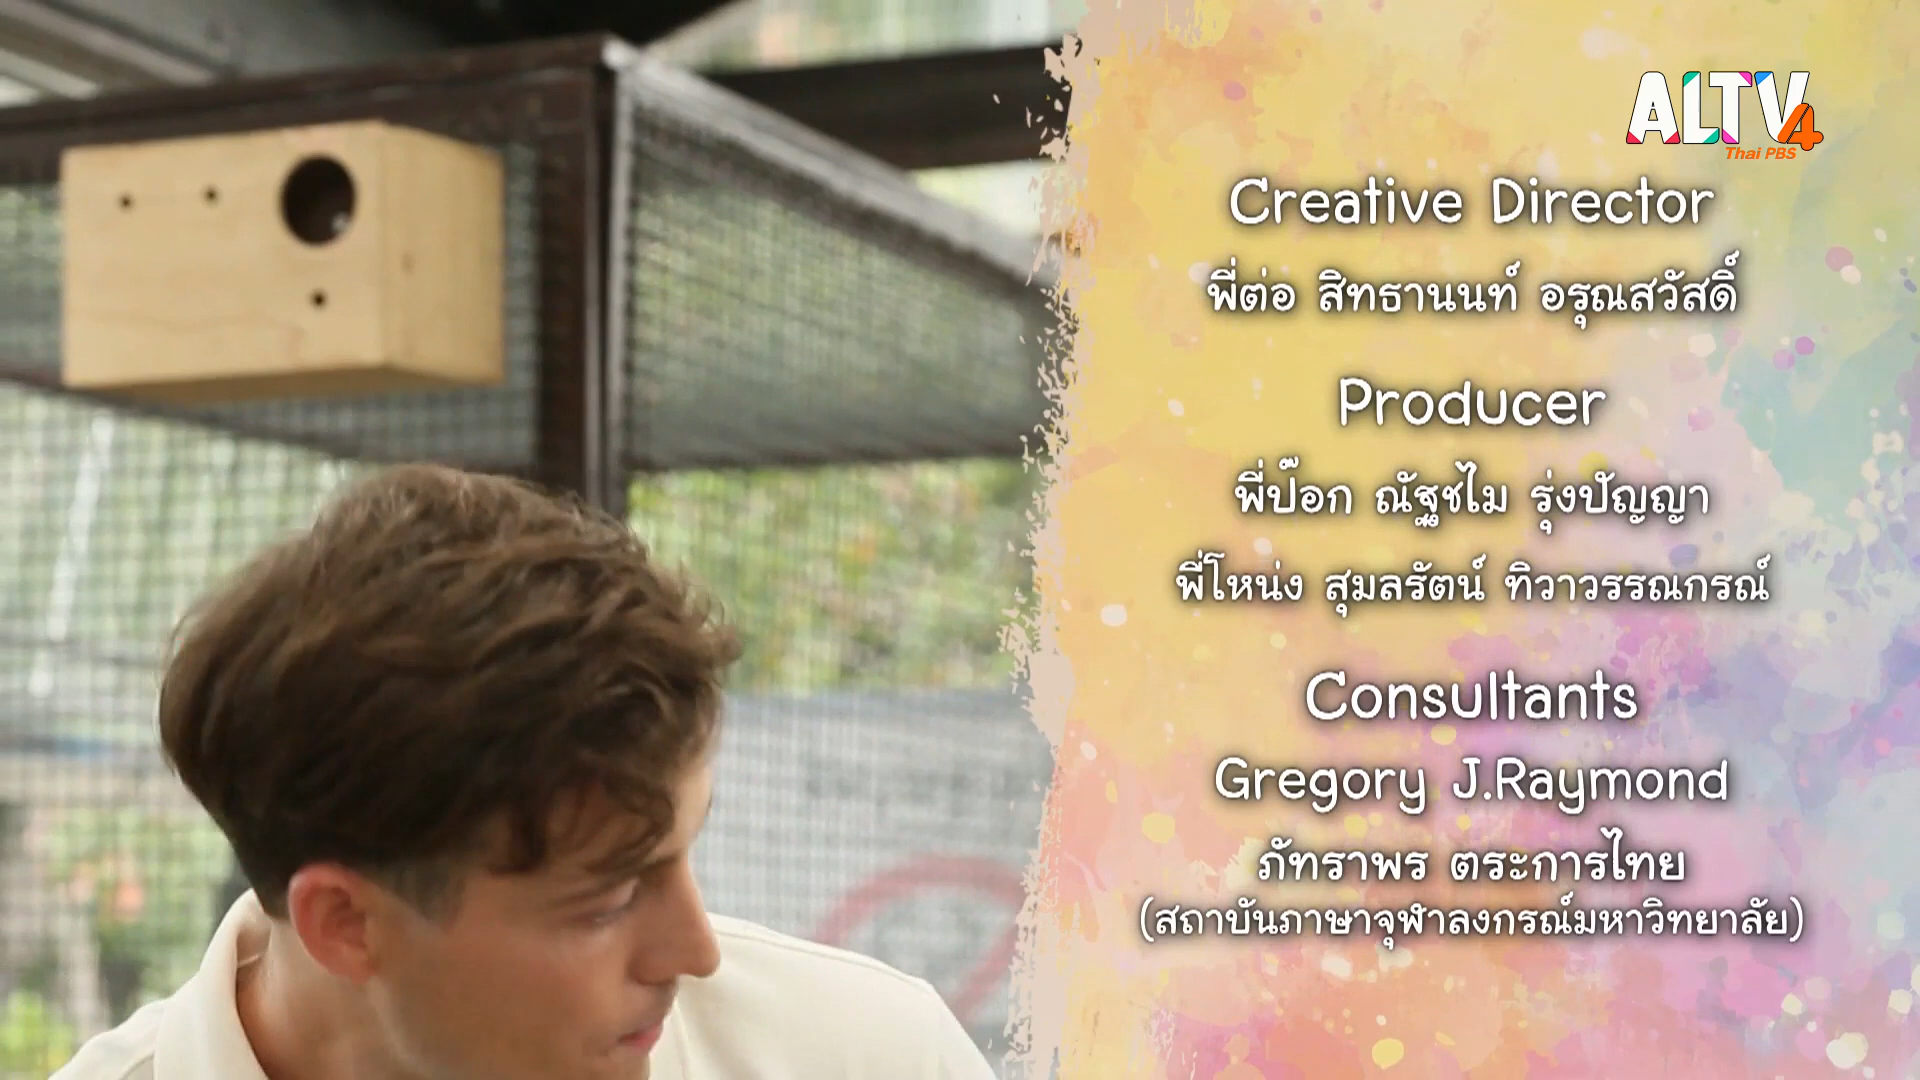 ALTV4
Thai PBS
Creative Director
พี่ต่อ สิทธานนท์ อรุณสวัสดิ์
Producer
พี่ป๊อก ณัฐชไม รุ่งปัญญา
พี่โหน่ง สุมลรัตน์ ทิวาวรรณกรณ์
Consultants
Gregory J.Raymond
ภัทราพร ตระการไทย
(สถาบันภาษาจุฬาลงกรณ์มหาวิทยาลัย)